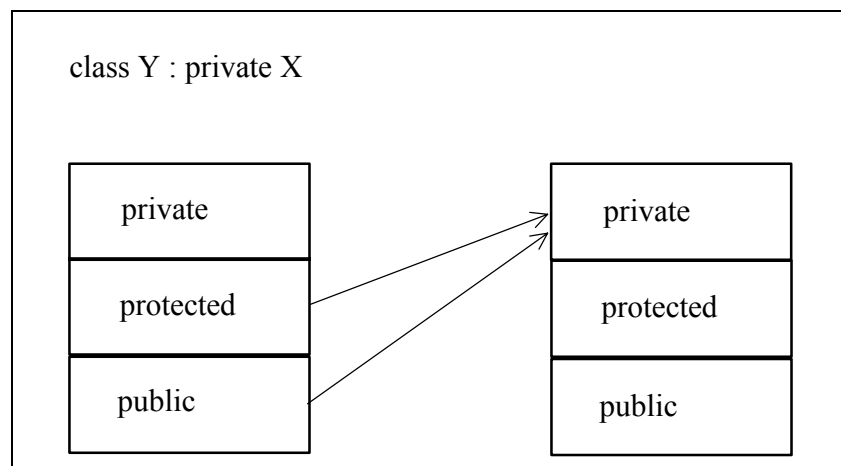 class Y : private X
private
protected
public
private
protected
public